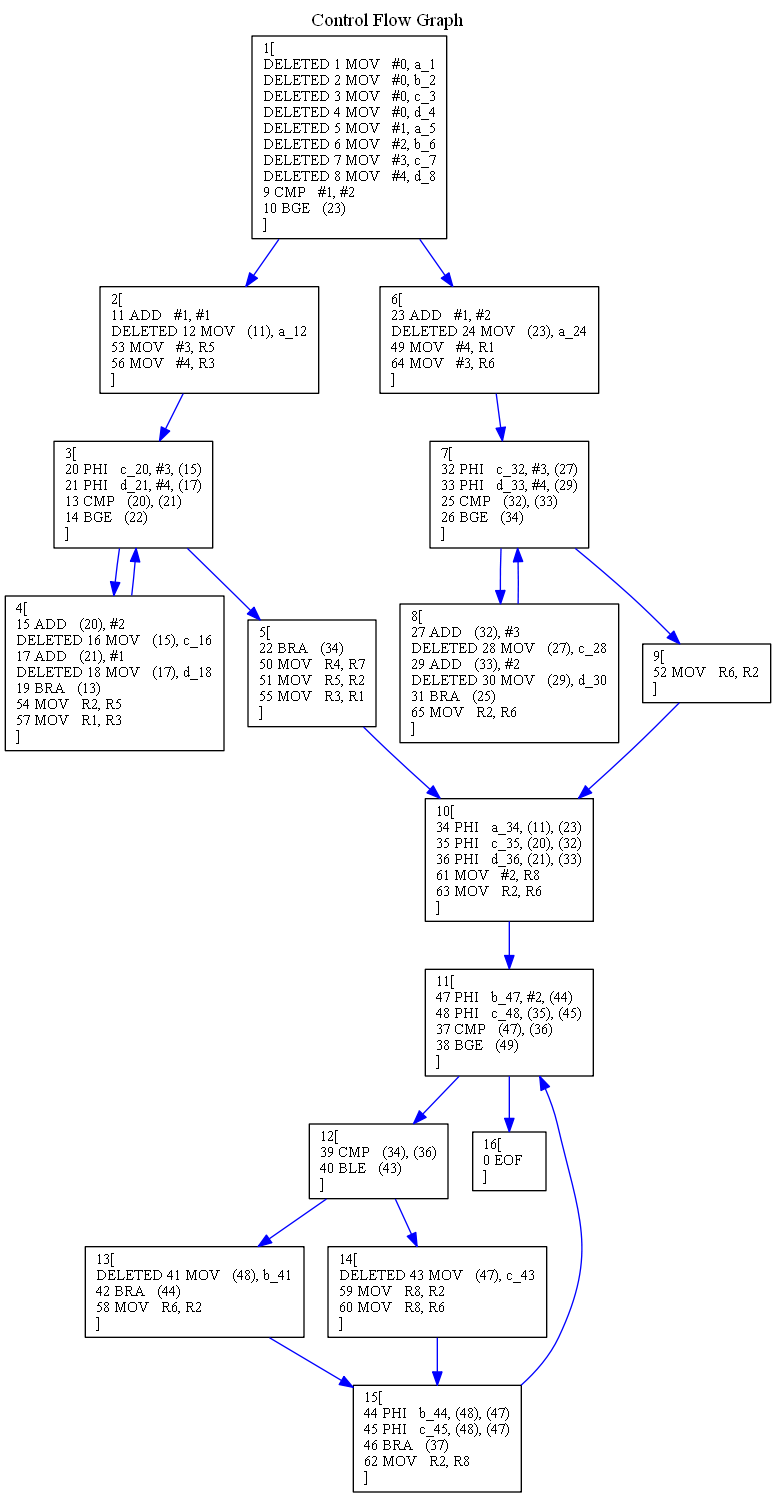 Control Flow Graph
1[
DELETED 1 MOV #0, a_1
DELETED 2 MOV #0, b_2
DELETED 3 MOV #0, c_3
DELETED 4 MOV #0, d_4
DELETED 5 MOV #1, a_5
DELETED 6 MOV #2, b_6
DELETED 7 MOV #3, c_7
DELETED 8 MOV #4, d_8
9 CMP #1, #2
10 BGE (23)
]
2[
11 ADD #1, #1
DELETED 12 MOV (11), a_12
53 MOV #3, R5
56 MOV #4, R3
]
6[
23 ADD #1, #2
DELETED 24 MOV (23), a_24
49 MOV #4, R1
64 MOV #3, R6
]
3[
20 PHI c_20, #3, (15)
21 PHI d_21, #4, (17)
13 CMP (20), (21)
14 BGE (22)
]
7[
32 PHI c_32, #3, (27)
33 PHI d_33, #4, (29)
25 CMP (32), (33)
26 BGE (34)
]
4[
15 ADD (20), #2
DELETED 16 MOV (15), c_16
17 ADD (21), #1
DELETED 18 MOV (17), d_18
19 BRA (13)
54 MOV R2, R5
57 MOV R1, R3
]
5[
22 BRA (34)
50 MOV R4, R7
51 MOV R5, R2
55 MOV R3, R1
]
8[
27 ADD (32), #3
DELETED 28 MOV (27), c_28
29 ADD (33), #2
DELETED 30 MOV (29), d_30
31 BRA (25)
65 MOV R2, R6
]
9[
52 MOV R6, R2
]
10[
34 PHI a_34, (11), (23)
35 PHI c_35, (20), (32)
36 PHI d_36, (21), (33)
61 MOV #2, R8
63 MOV R2, R6
]
11[
47 PHI b_47, #2, (44)
48 PHI c_48, (35), (45)
37 CMP (47), (36)
38 BGE (49)
]
12[
39 CMP (34), (36)
40 BLE (43)
]
16[
0 EOF
]
13[
DELETED 41 MOV (48), b_41
42 BRA (44)
58 MOV R6, R2
]
14[
DELETED 43 MOV (47), c_43
59 MOV R8, R2
60 MOV R8, R6
]
15[
44 PHI b_44, (48), (47)
45 PHI c_45, (48), (47)
46 BRA (37)
62 MOV R2, R8
]